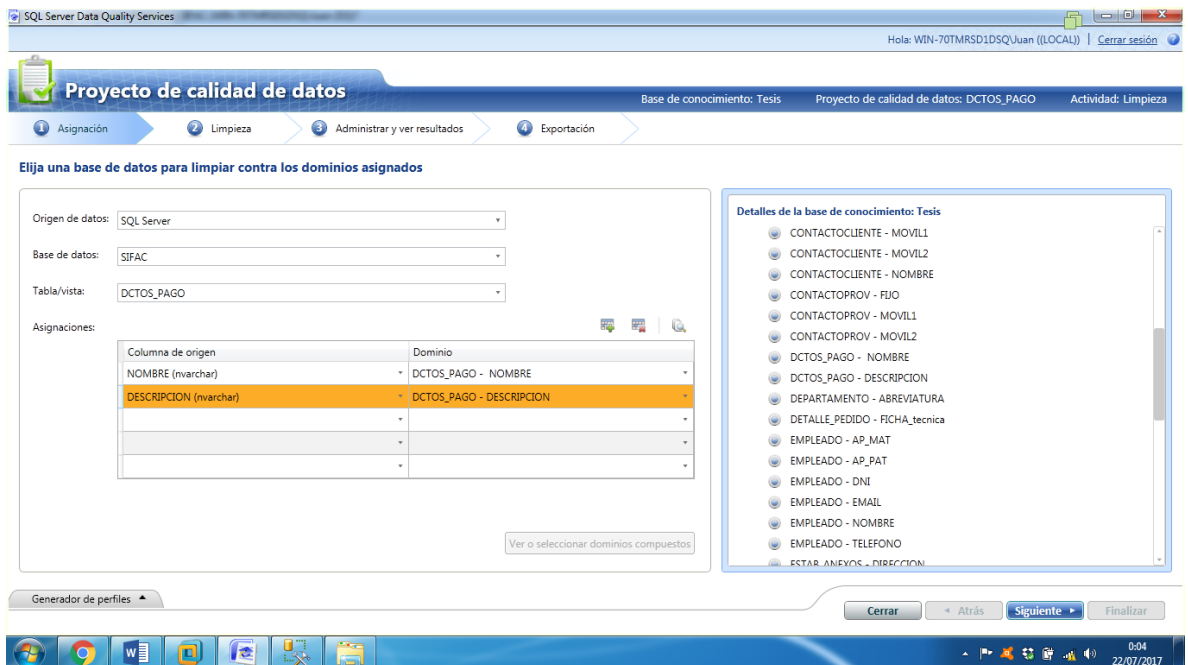 SQL Server Data Quality Services
Hola: WIN-70TMRSD1DSQ\Juan ((LOCAL)) | Cerrar sesión
Proyecto de calidad de datos
Base de conocimiento: Tesis
Proyecto de calidad de datos: DCTOS_PAGO
Actividad: Limpieza
1 Asignación
2 Limpieza
3 Administrar y ver resultados
4 Exportación
Elija una base de datos para limpiar contra los dominios asignados
Origen de datos: SQL Server
Base de datos: SIFAC
Tabla/vista: DCTOS_PAGO
Asignaciones:
Columna de origen Dominio
NOMBRE (nvarchar) DCTOS_PAGO - NOMBRE
DESCRIPCION (nvarchar) DCTOS_PAGO - DESCRIPCION
Ver o seleccionar dominios compuestos
Detalles de la base de conocimiento: Tesis
CONTACTOCLIENTE - MOVIL1
CONTACTOCLIENTE - MOVIL2
CONTACTOCLIENTE - NOMBRE
CONTACTOPROV - FIJO
CONTACTOPROV - MOVIL1
CONTACTOPROV - MOVIL2
DCTOS_PAGO - NOMBRE
DCTOS_PAGO - DESCRIPCION
DEPARTAMENTO - ABREVIATURA
DETALLE_PEDIDO - FICHA_tecnica
EMPLEADO - AP_MAT
EMPLEADO - AP_PAT
EMPLEADO - DNI
EMPLEADO - EMAIL
EMPLEADO - NOMBRE
EMPLEADO - TELEFONO
ESTAB_ANEXOS - DIRECCION
Generador de perfiles
Cerrar
Atrás
Siguiente
Finalizar
0:04
22/07/2017